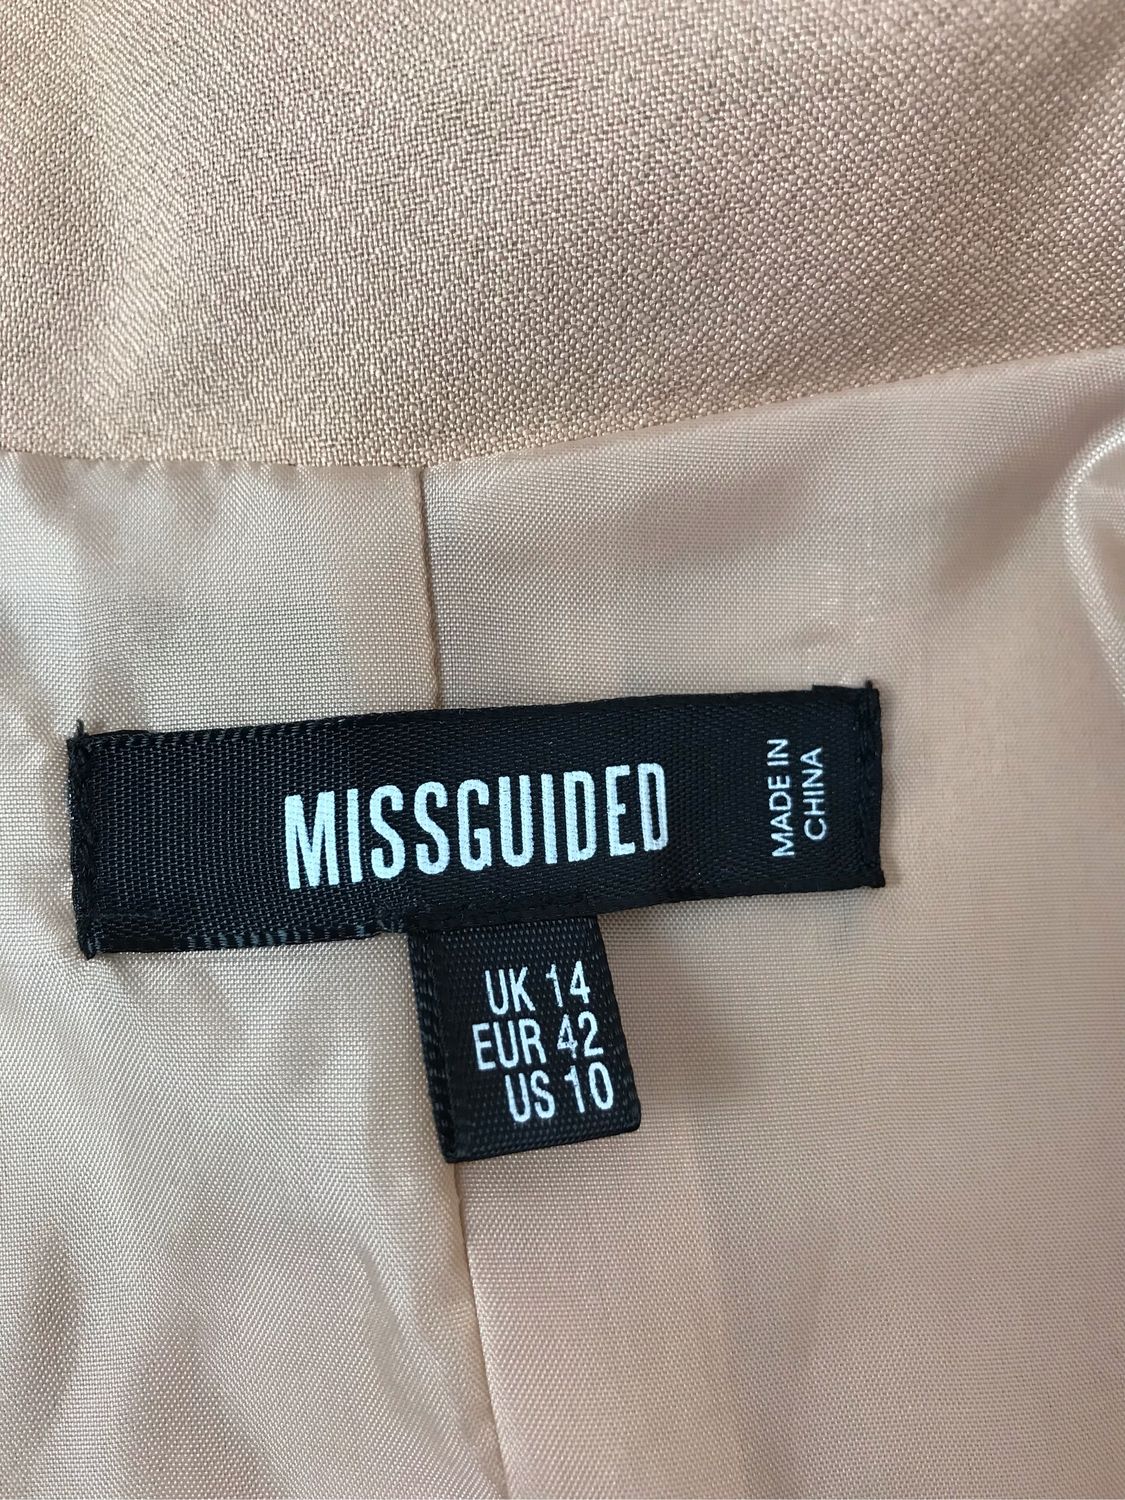 MISSGUIDED
MADE IN
CHINA
UK 14
EUR 42
US 10